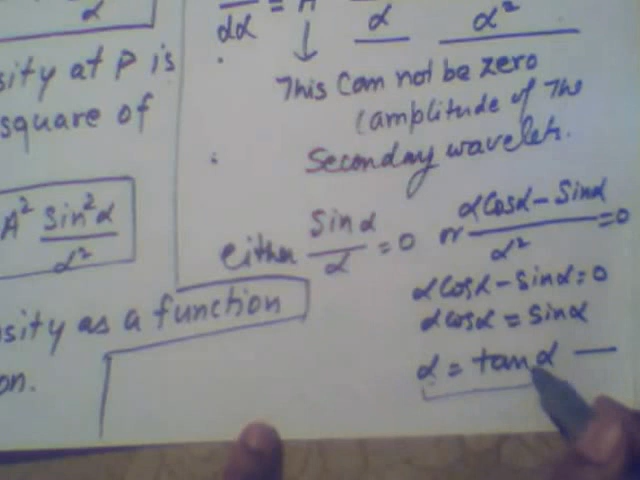 α
sity at P is
square of
A² Sin²α / α²
sity as a function
on.
dα = A α α²
This Can not be zero
(amplitude of The
Seconday wavelets.
either Sinα / α = 0 or αCosα - Sinα / α² = 0
αCosα - Sinα = 0
αCosα = Sinα
α = tanα —